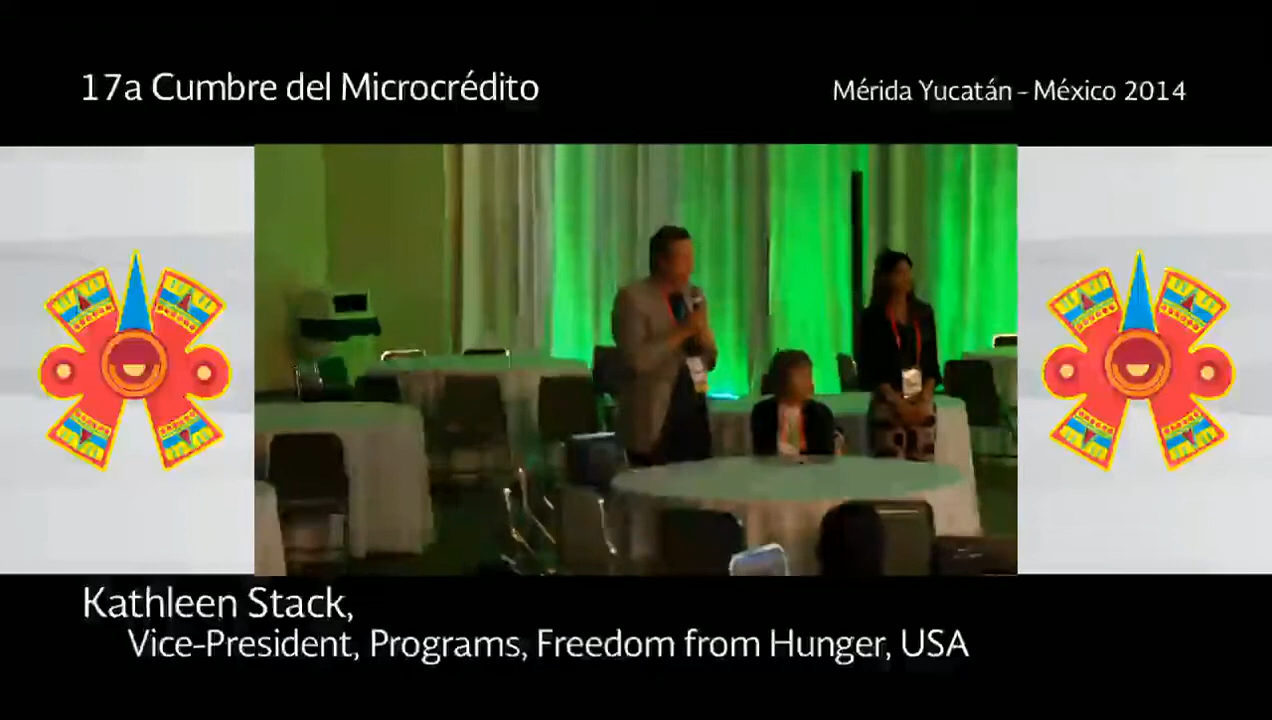 17a Cumbre del Microcrédito
Mérida Yucatán – México 2014
Kathleen Stack,
Vice-President, Programs, Freedom from Hunger, USA